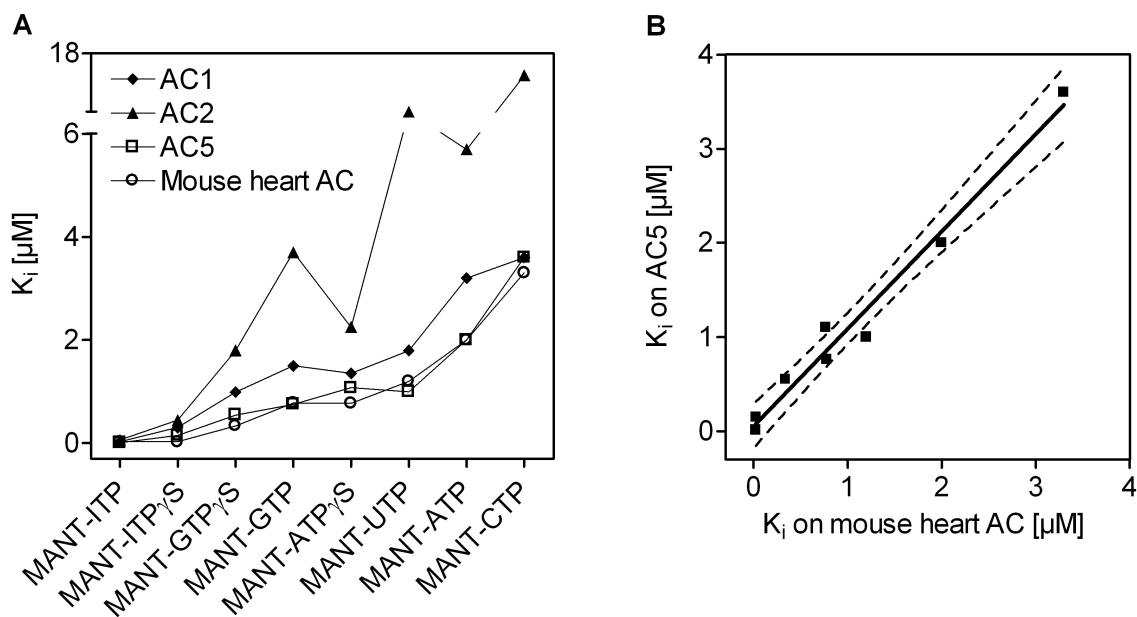 A
Kᵢ [µM]
18
6
4
2
0
AC1
AC2
AC5
Mouse heart AC
MANT-ITP
MANT-ITPγS
MANT-GTPγS
MANT-GTP
MANT-ATPγS
MANT-UTP
MANT-ATP
MANT-CTP
B
Kᵢ on AC5 [µM]
4
3
2
1
0
0 1 2 3 4
Kᵢ on mouse heart AC [µM]